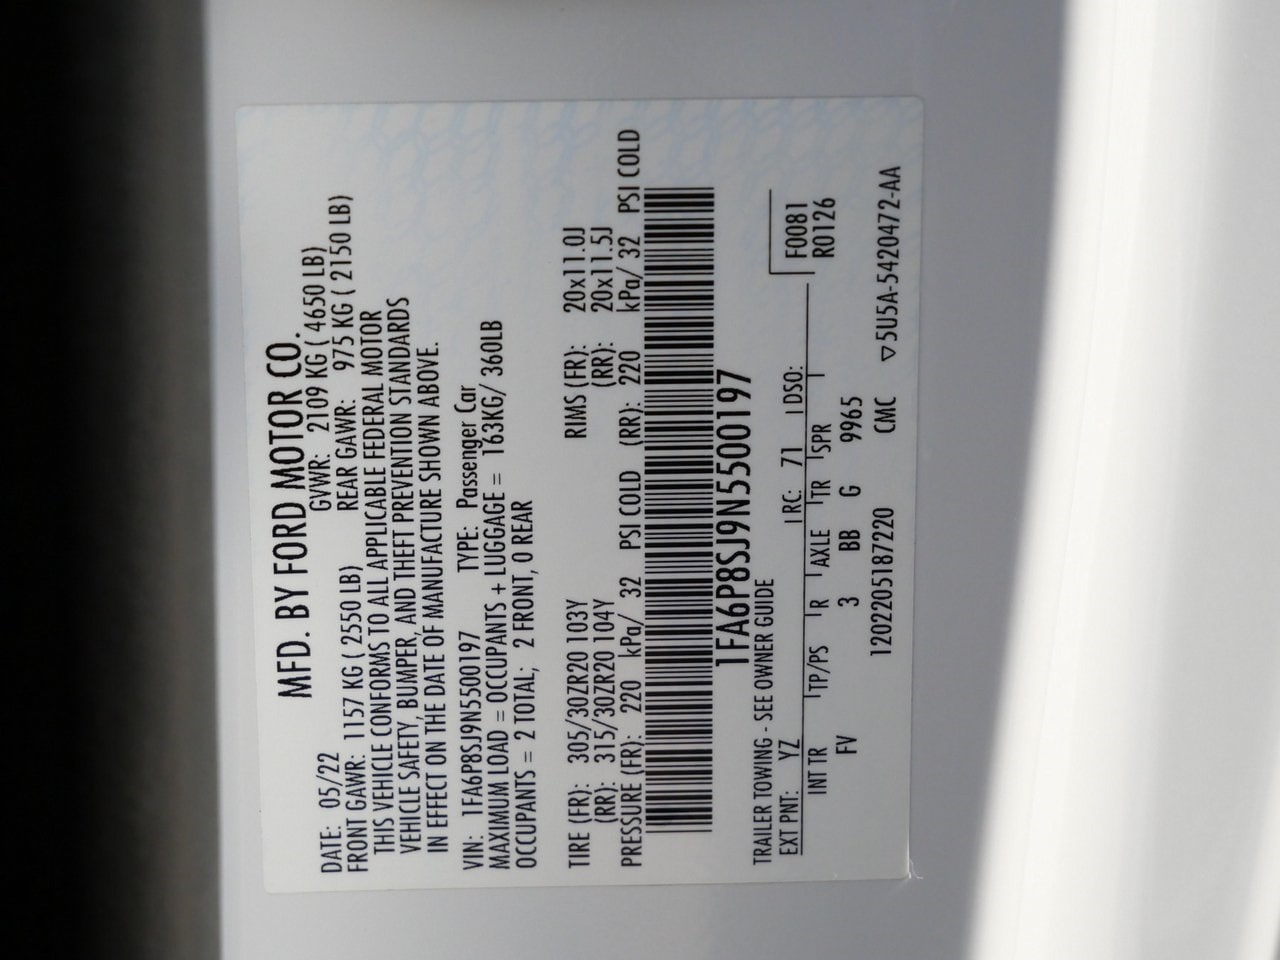 MFD. BY FORD MOTOR CO.
DATE: 05/22 GVWR: 2109 KG ( 4650 LB)
FRONT GAWR: 1157 KG ( 2550 LB) REAR GAWR: 975 KG ( 2150 LB)
THIS VEHICLE CONFORMS TO ALL APPLICABLE FEDERAL MOTOR
VEHICLE SAFETY, BUMPER, AND THEFT PREVENTION STANDARDS
IN EFFECT ON THE DATE OF MANUFACTURE SHOWN ABOVE.
VIN: 1FA6P8SJ9N5500197 TYPE: Passenger Car
MAXIMUM LOAD = OCCUPANTS + LUGGAGE = 163KG/ 360LB
OCCUPANTS = 2 TOTAL; 2 FRONT, 0 REAR
TIRE (FR): 305/30ZR20 103Y RIMS (FR): 20x11.0J
(RR): 315/30ZR20 104Y (RR): 20x11.5J
PRESSURE (FR): 220 kPa/ 32 PSI COLD (RR): 220 kPa/ 32 PSI COLD
1FA6P8SJ9N5500197
TRAILER TOWING - SEE OWNER GUIDE
EXT PNT: YZ RC: 71 DSO: F0081
INT TR TP/PS R AXLE TR SPR R0126
FV 3 BB G 9965
120220518722​0 CMC ▽5U5A-5420472-AA